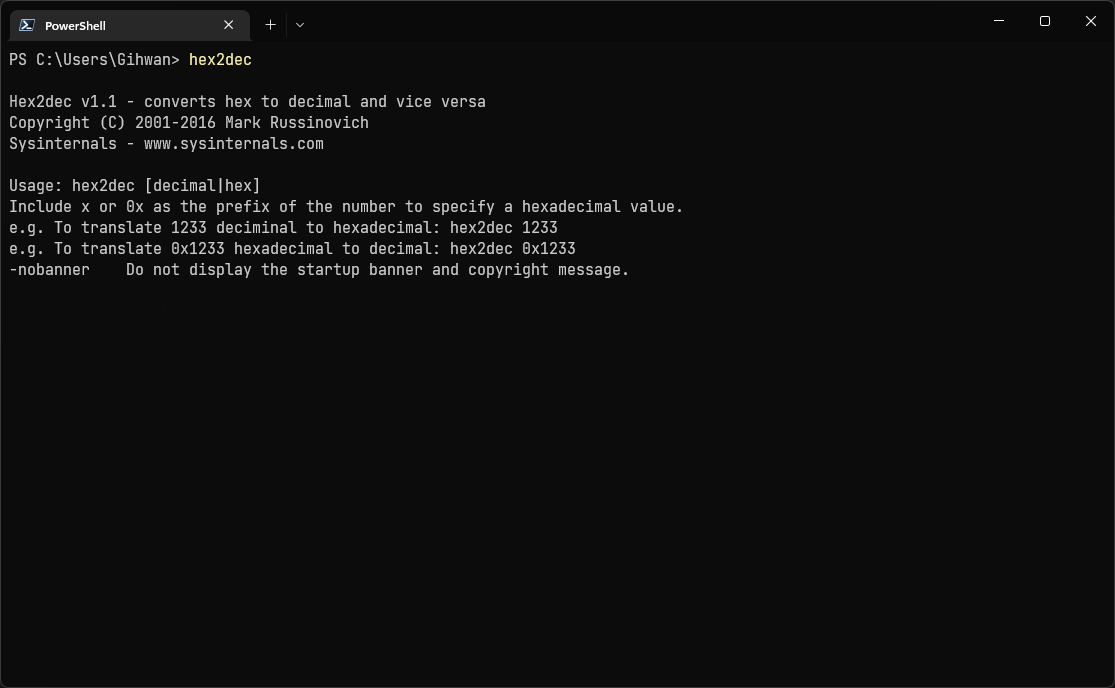 PowerShell
PS C:\Users\Gihwan> hex2dec
Hex2dec v1.1 - converts hex to decimal and vice versa
Copyright (C) 2001-2016 Mark Russinovich
Sysinternals - www.sysinternals.com
Usage: hex2dec [decimal|hex]
Include x or 0x as the prefix of the number to specify a hexadecimal value.
e.g. To translate 1233 deciminal to hexadecimal: hex2dec 1233
e.g. To translate 0x1233 hexadecimal to decimal: hex2dec 0x1233
-nobanner    Do not display the startup banner and copyright message.